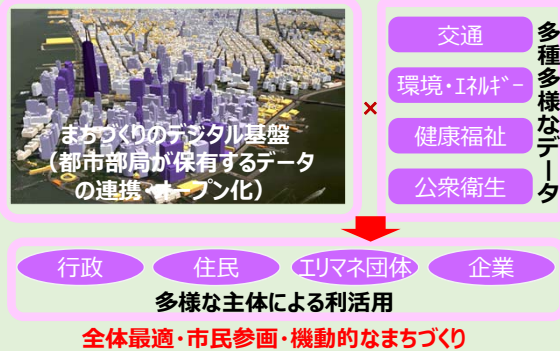 まちづくりのデジタル基盤
(都市部局が保有するデータ
の連携・オープン化)
×
交通
環境・エネルギー
健康福祉
公衆衛生
多種多様なデータ
行政
住民
エリマネ団体
企業
多様な主体による利活用
全体最適・市民参画・機動的なまちづくり